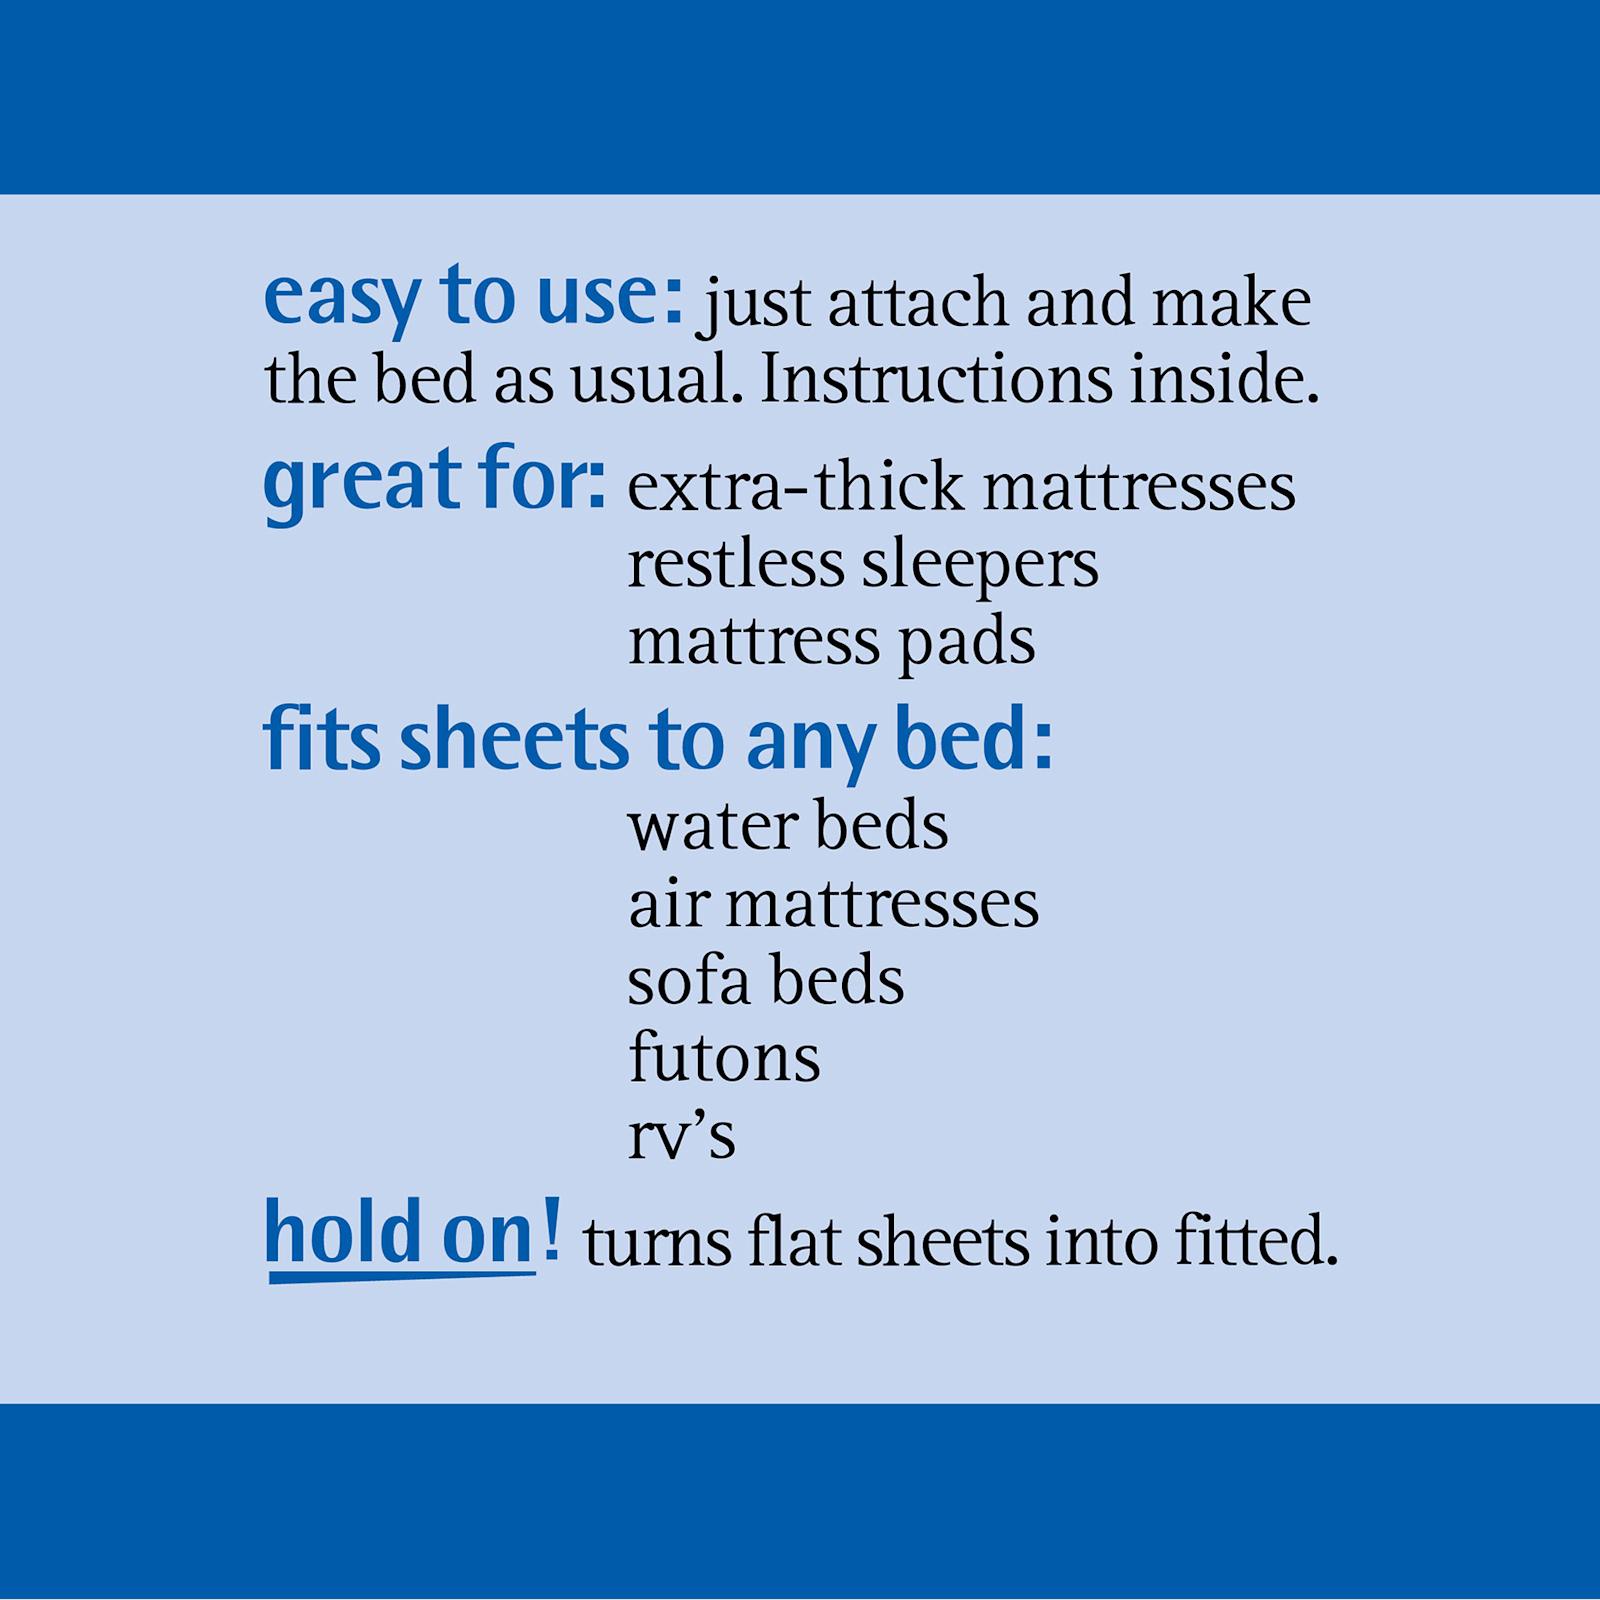 easy to use: just attach and make
the bed as usual. Instructions inside.
great for: extra-thick mattresses
restless sleepers
mattress pads
fits sheets to any bed:
water beds
air mattresses
sofa beds
futons
rv’s
hold on! turns flat sheets into fitted.